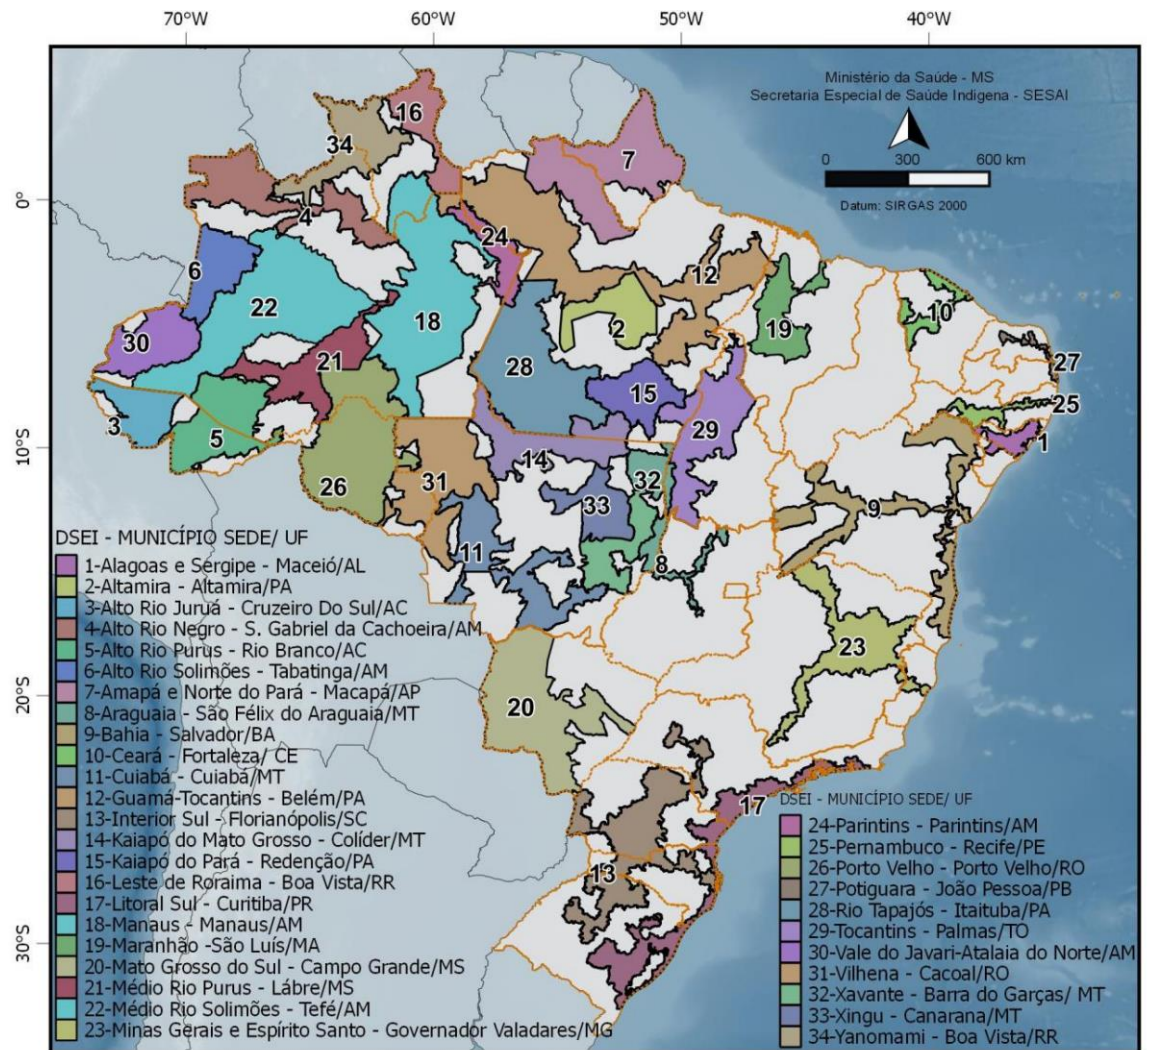 70°W 60°W 50°W 40°W
Ministério da Saúde - MS
Secretaria Especial de Saúde Indigena - SESAI
0 300 600 km
Datum: SIRGAS 2000
0°
10°S
20°S
30°S
16
34
7
4
24
6
12
22
18
2
19
10
30
21
28
27
15
3
5
29
25
1
14
26
31
32
33
9
11
8
23
20
17
13
DSEI - MUNICÍPIO SEDE/ UF
1-Alagoas e Sérgipe - Maceió/AL
2-Altamira - Altamira/PA
3-Alto Rio Juruá - Cruzeiro Do Sul/AC
4-Alto Rio Negro - S. Gabriel da Cachoeira/AM
5-Alto Rio Purus - Rio Branco/AC
6-Alto Rio Solimões - Tabatinga/AM
7-Amapá e Norte do Pará - Macapá/AP
8-Araguaia - São Félix do Araguaia/MT
9-Bahia - Salvador/BA
10-Ceará - Fortaleza/ CE
11-Cuiabá - Cuiabá/MT
12-Guamá-Tocantins - Belém/PA
13-Interior Sul - Florianópolis/SC
14-Kaiapó do Mato Grosso - Colíder/MT
15-Kaiapó do Pará - Redenção/PA
16-Leste de Roraima - Boa Vista/RR
17-Litoral Sul - Curitiba/PR
18-Manaus - Manaus/AM
19-Maranhão -São Luís/MA
20-Mato Grosso do Sul - Campo Grande/MS
21-Médio Rio Purus - Lábre/MS
22-Médio Rio Solimões - Tefé/AM
23-Minas Gerais e Espírito Santo - Governador Valadares/MG
DSEI - MUNICÍPIO SEDE/ UF
24-Parintins - Parintins/AM
25-Pernambuco - Recife/PE
26-Porto Velho - Porto Velho/RO
27-Potiguara - João Pessoa/PB
28-Rio Tapajós - Itaituba/PA
29-Tocantins - Palmas/TO
30-Vale do Javari-Atalaia do Norte/AM
31-Vilhena - Cacoal/RO
32-Xavante - Barra do Garças/ MT
33-Xingu - Canarana/MT
34-Yanomami - Boa Vista/RR